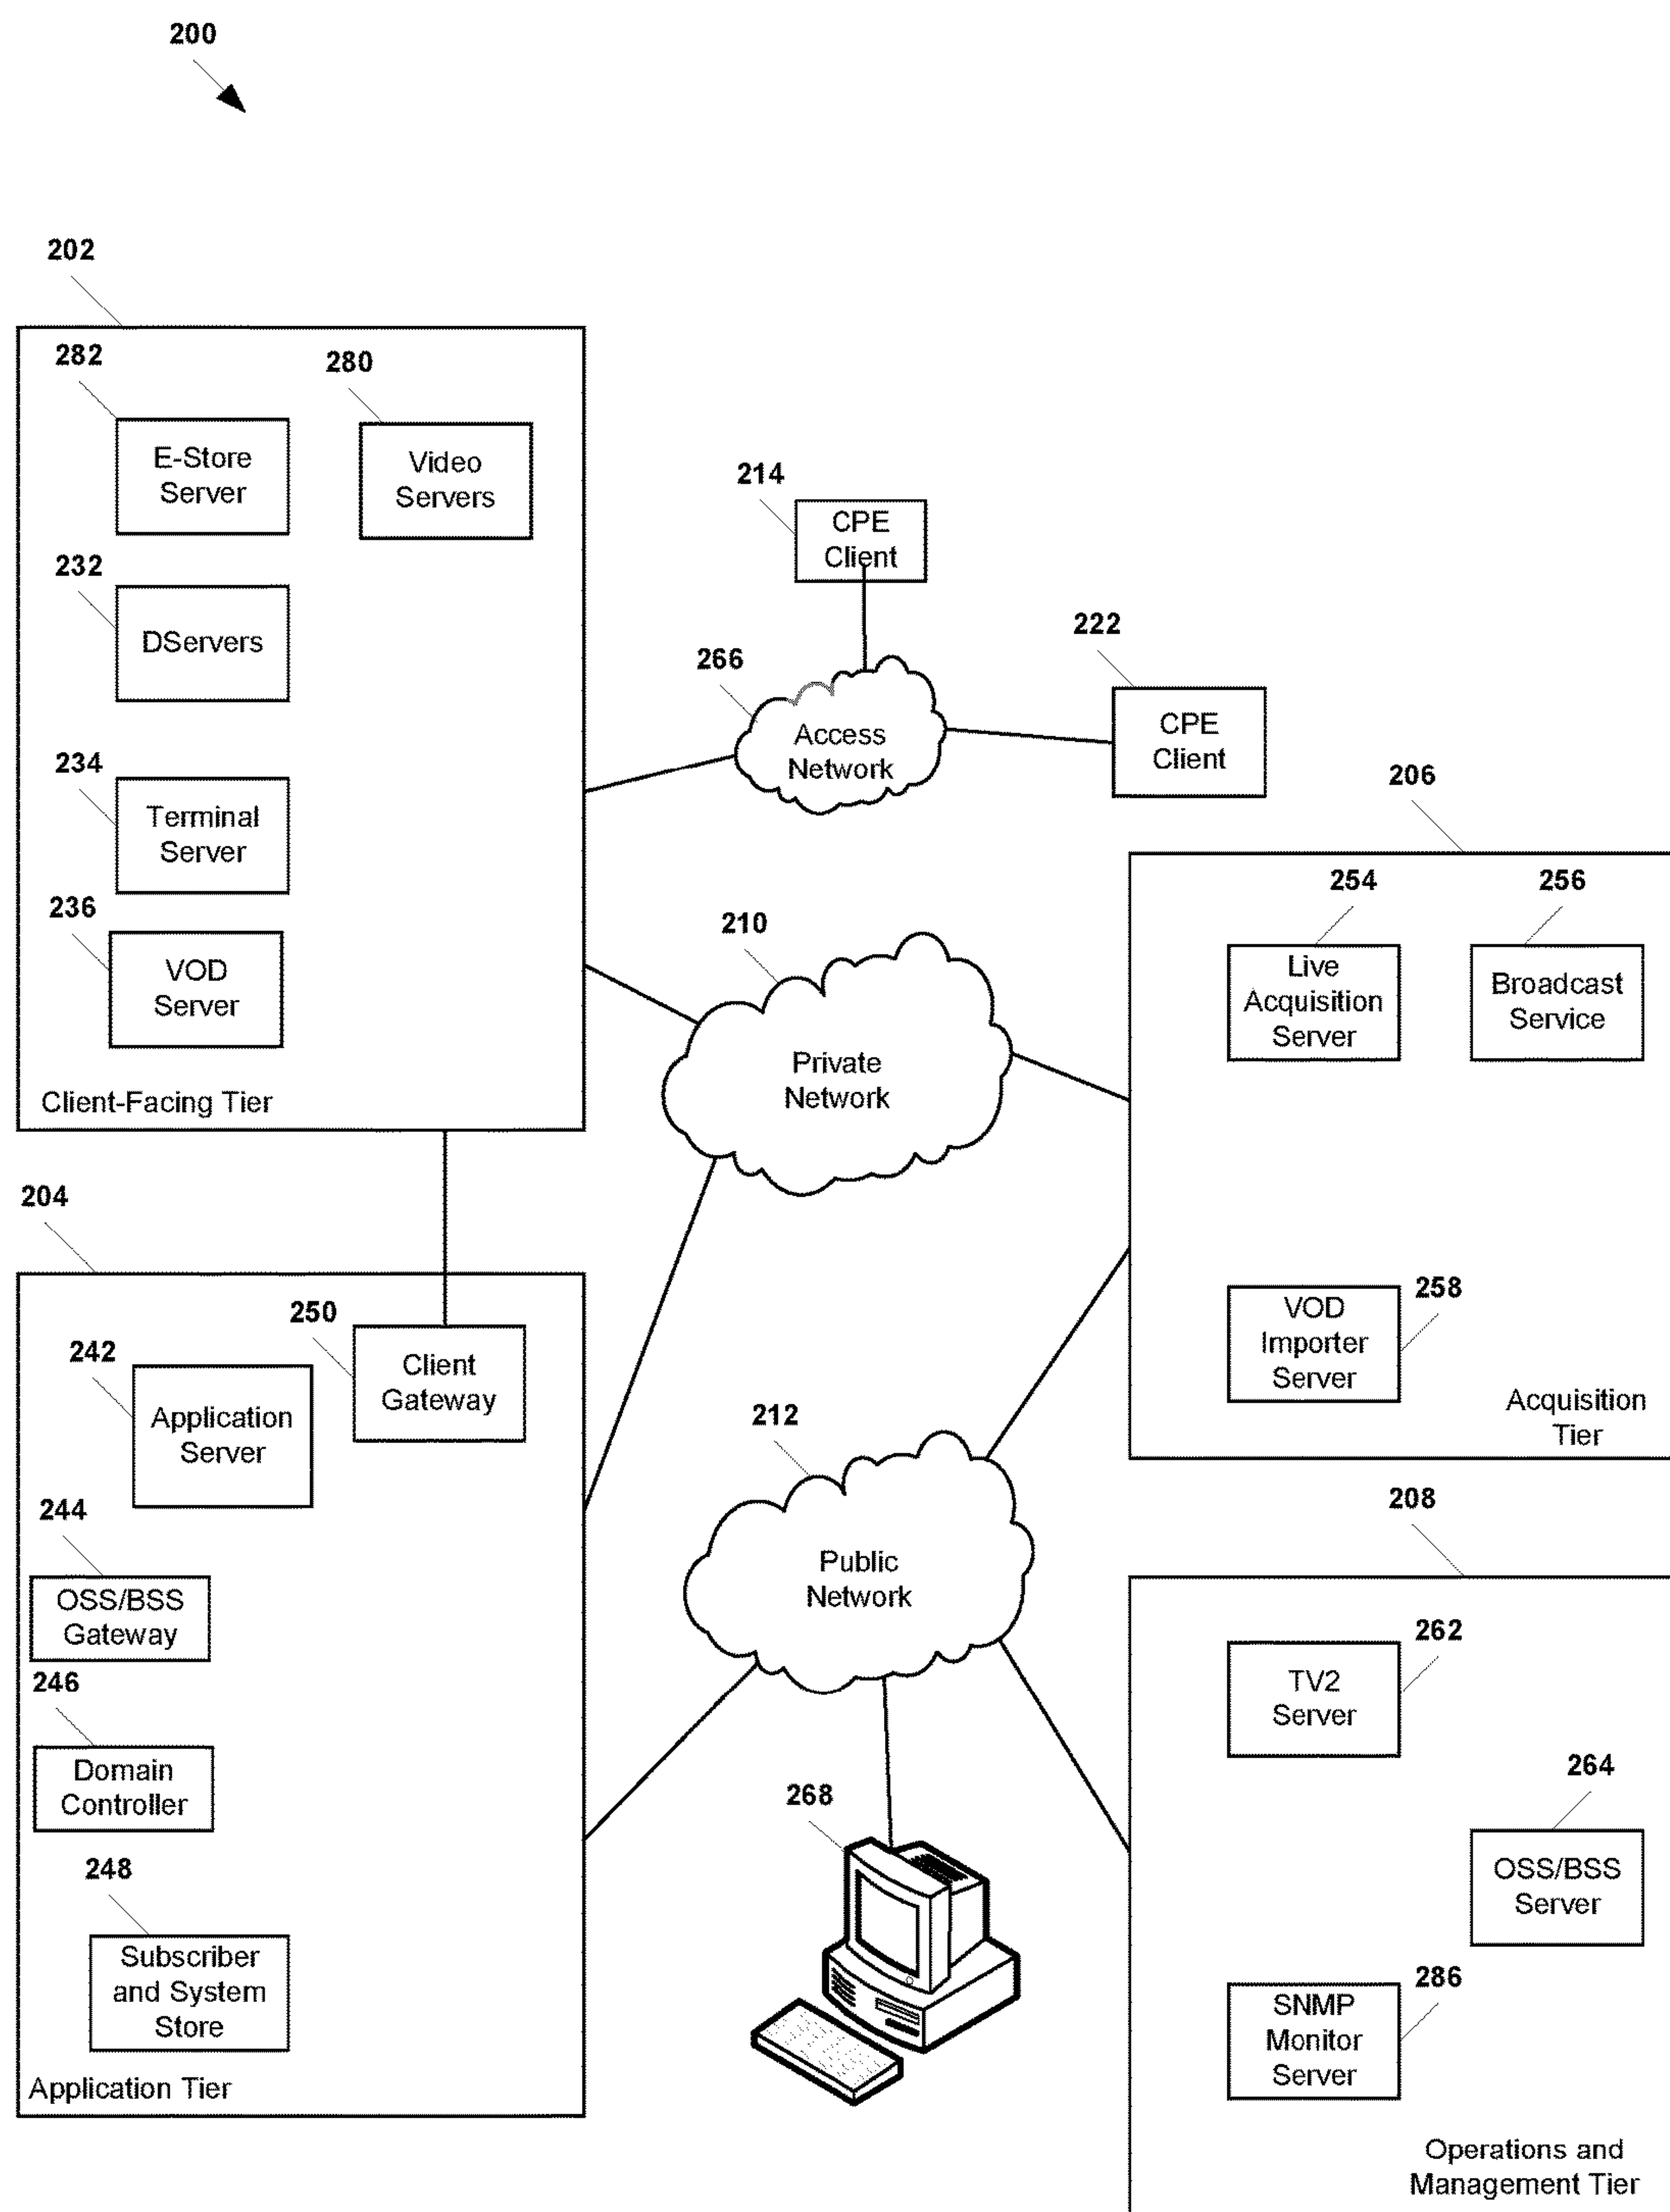 200
202
282
280
E-Store
Server
Video
Servers
214
CPE
Client
232
DServers
222
CPE
Client
266
Access
Network
234
Terminal
Server
206
236
VOD
Server
210
Private
Network
254
Live
Acquisition
Server
256
Broadcast
Service
Client-Facing Tier
204
250
Client
Gateway
242
Application
Server
258
VOD
Importer
Server
Acquisition
Tier
212
Public
Network
244
OSS/BSS
Gateway
208
246
Domain
Controller
262
TV2
Server
268
264
OSS/BSS
Server
248
Subscriber
and System
Store
286
SNMP
Monitor
Server
Application Tier
Operations and
Management Tier